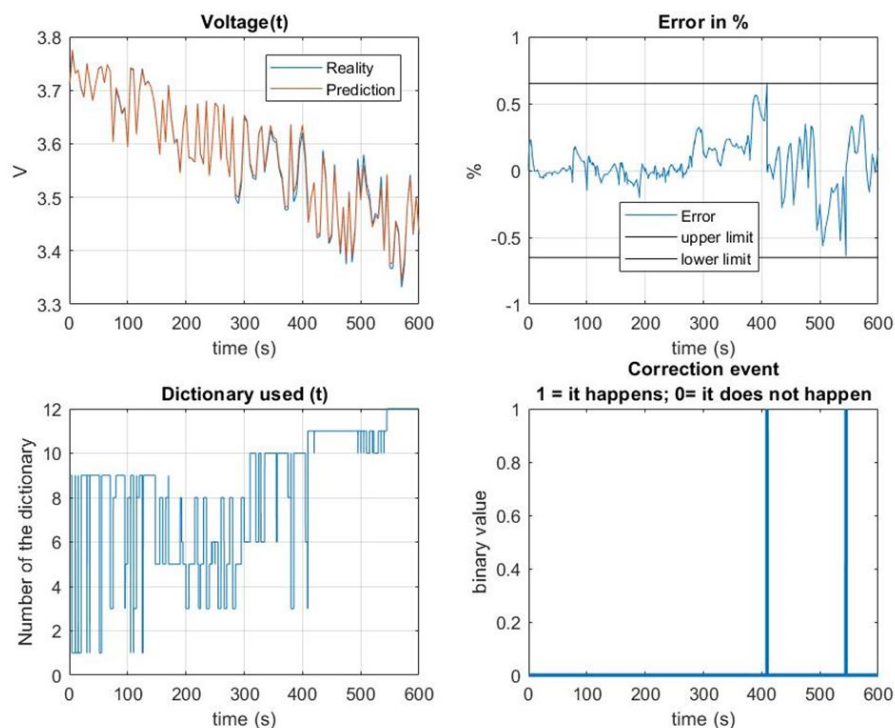 Voltage(t)
3.8
3.7
3.6
3.5
3.4
3.3
V
Reality
Prediction
0 100 200 300 400 500 600
time (s)
Error in %
1
0.5
0
-0.5
-1
%
Error
upper limit
lower limit
0 100 200 300 400 500 600
time (s)
Dictionary used (t)
12
10
8
6
4
2
0
Number of the dictionary
0 100 200 300 400 500 600
time (s)
Correction event
1 = it happens; 0= it does not happen
1
0.8
0.6
0.4
0.2
0
binary value
0 100 200 300 400 500 600
time (s)